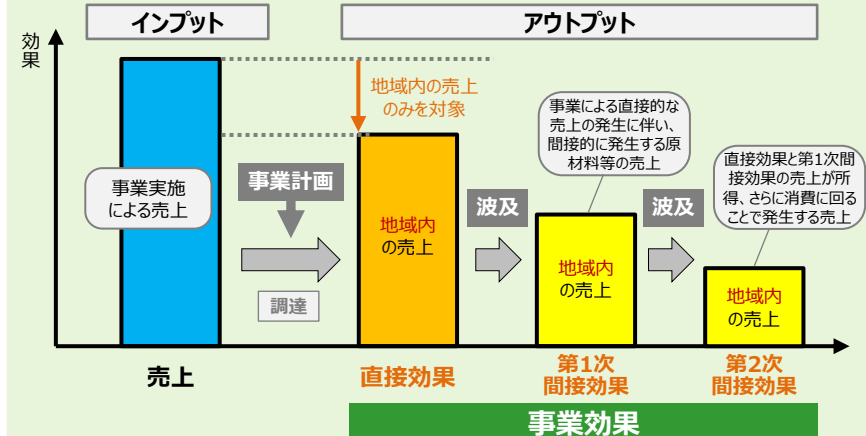 インプット
アウトプット
効果
地域内の売上
のみを対象
事業による直接的な
売上の発生に伴い、
間接的に発生する原
材料等の売上
直接効果と第1次間
接効果の売上が所
得、さらに消費に回る
ことで発生する売上
事業実施
による売上
事業計画
調達
地域内
の売上
波及
地域内
の売上
波及
地域内
の売上
売上
直接効果
第1次
間接効果
第2次
間接効果
事業効果